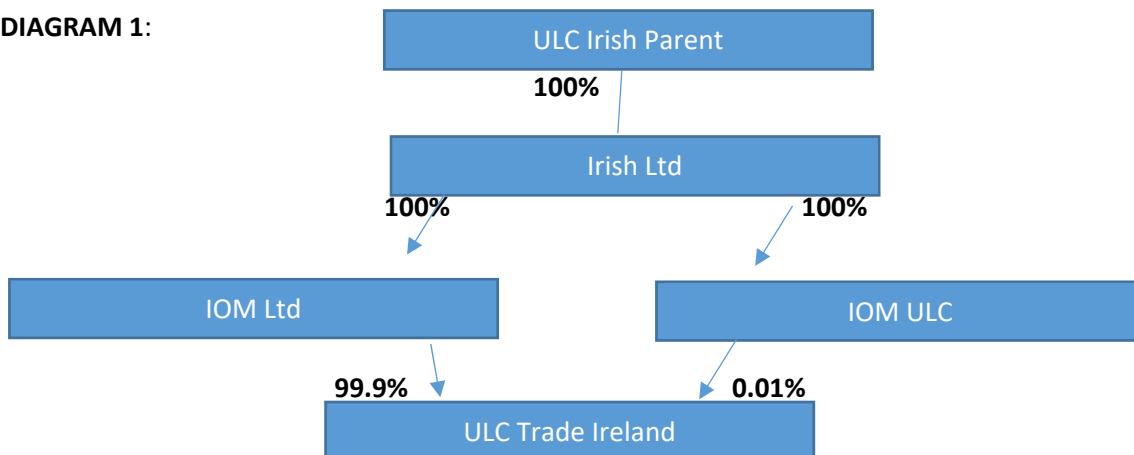 DIAGRAM 1:
ULC Irish Parent
100%
Irish Ltd
100%
100%
IOM Ltd
IOM ULC
99.9%
0.01%
ULC Trade Ireland